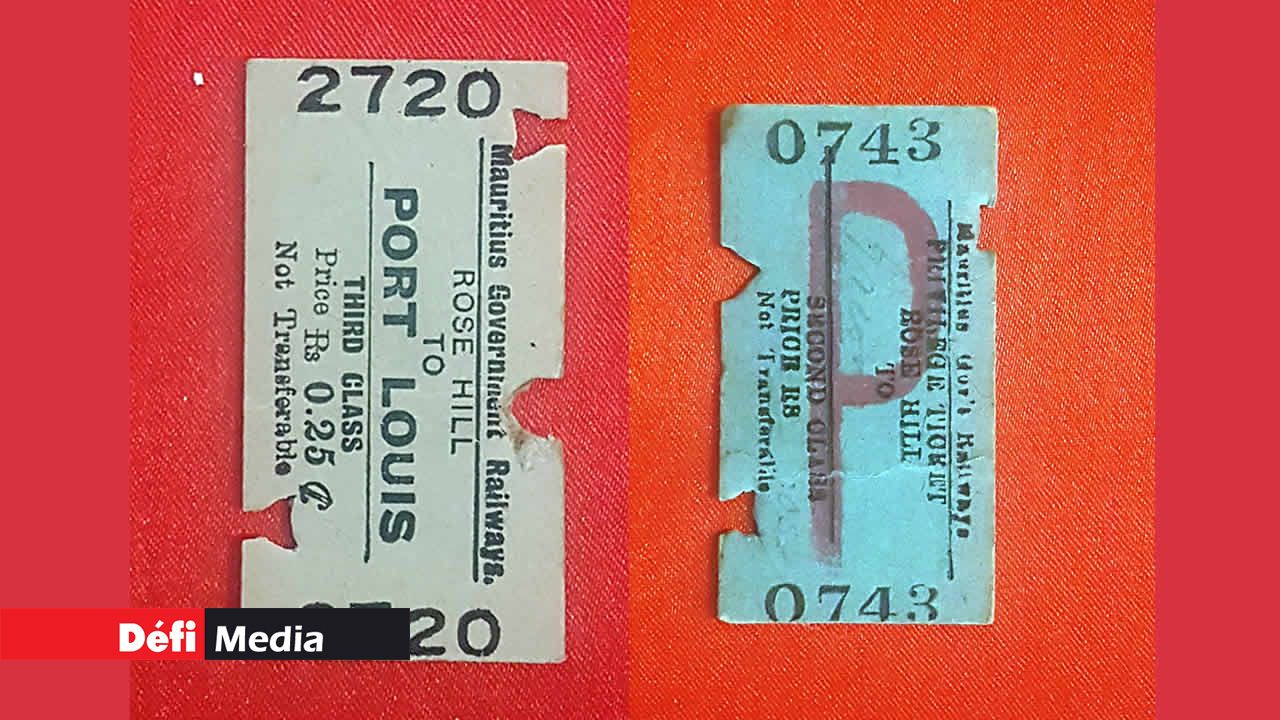 2720
Mauritius Government Railways.
ROSE HILL
TO
PORT LOUIS
THIRD CLASS
Price Rs 0.25
Not Transferable
20
0743
Mauritius Gov's Railways
PRIVILEGE TICKET
ROSE HILL
TO
SECOND CLASS
PRICE RS
Not Transferable
0743
P
Défi Media